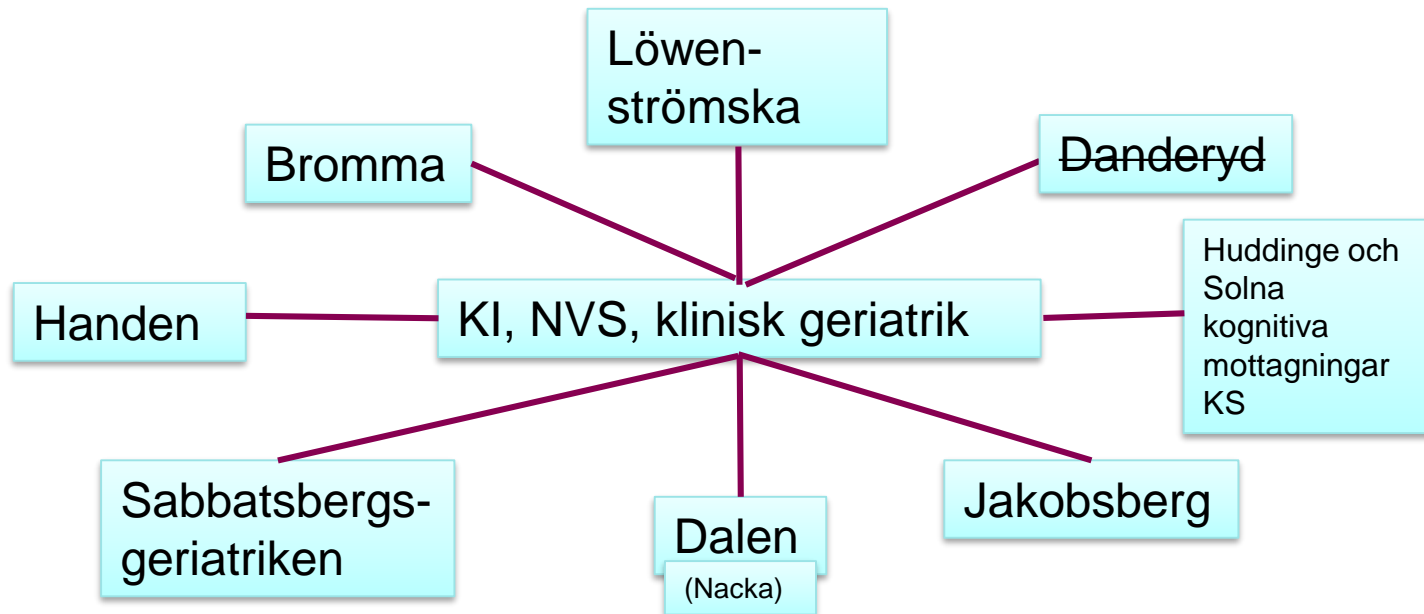 Löwen-
strömska
Bromma
Danderyd
Huddinge och
Solna
kognitiva
mottagningar
KS
Handen
KI, NVS, klinisk geriatrik
Sabbatsbergs-
geriatriken
Dalen
(Nacka)
Jakobsberg